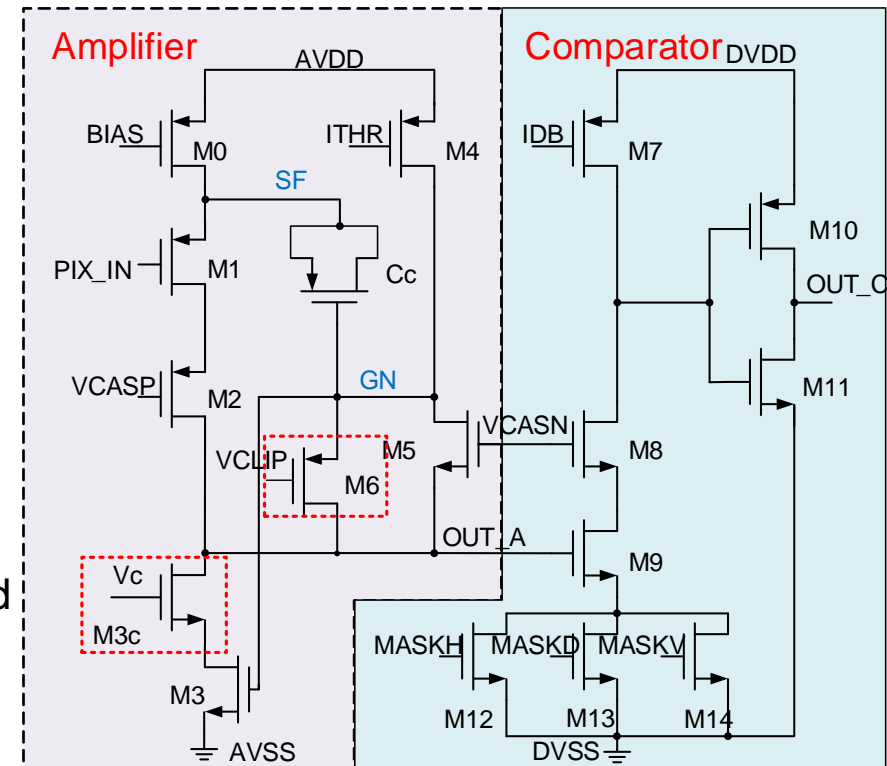 Amplifier
Comparator
AVDD
DVDD
BIAS
M0
ITHR
M4
IDB
M7
SF
M10
PIX_IN
M1
Cc
OUT_C
VCASP
M2
GN
M11
VCLIP
M6
M5
VCASN
M8
OUT_A
M9
Vc
M3c
d
MASKH
MASKD
MASKV
M3
M12
M13
M14
AVSS
DVSS